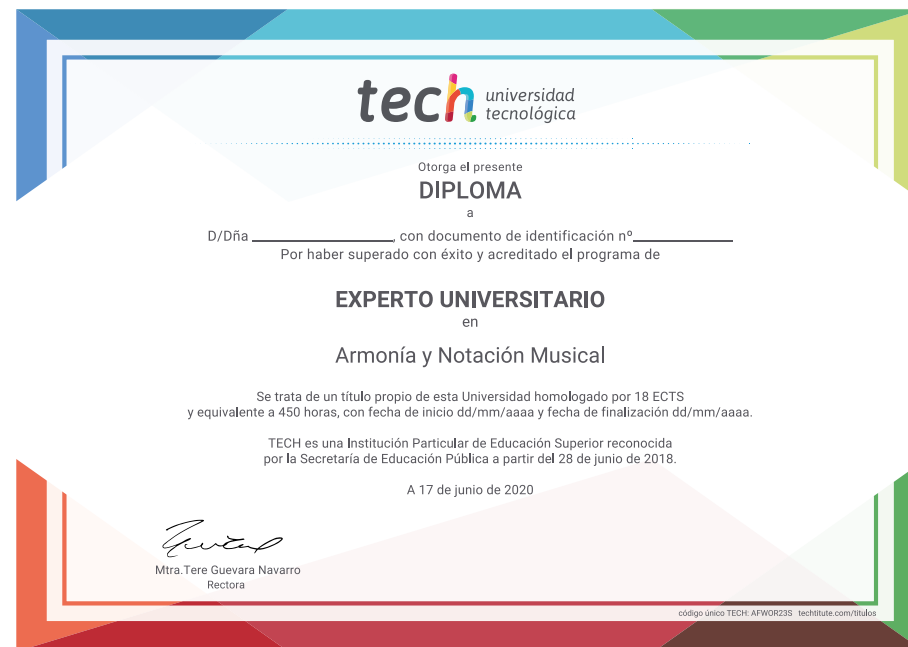 tech universidad
tecnológica
Otorga el presente
DIPLOMA
a
D/Dña ______________, con documento de identificación nº__________
Por haber superado con éxito y acreditado el programa de
EXPERTO UNIVERSITARIO
en
Armonía y Notación Musical
Se trata de un título propio de esta Universidad homologado por 18 ECTS
y equivalente a 450 horas, con fecha de inicio dd/mm/aaaa y fecha de finalización dd/mm/aaaa.
TECH es una Institución Particular de Educación Superior reconocida
por la Secretaría de Educación Pública a partir del 28 de junio de 2018.
A 17 de junio de 2020
Mtra.Tere Guevara Navarro
Rectora
código único TECH: AFWOR23S techtitute.com/titulos